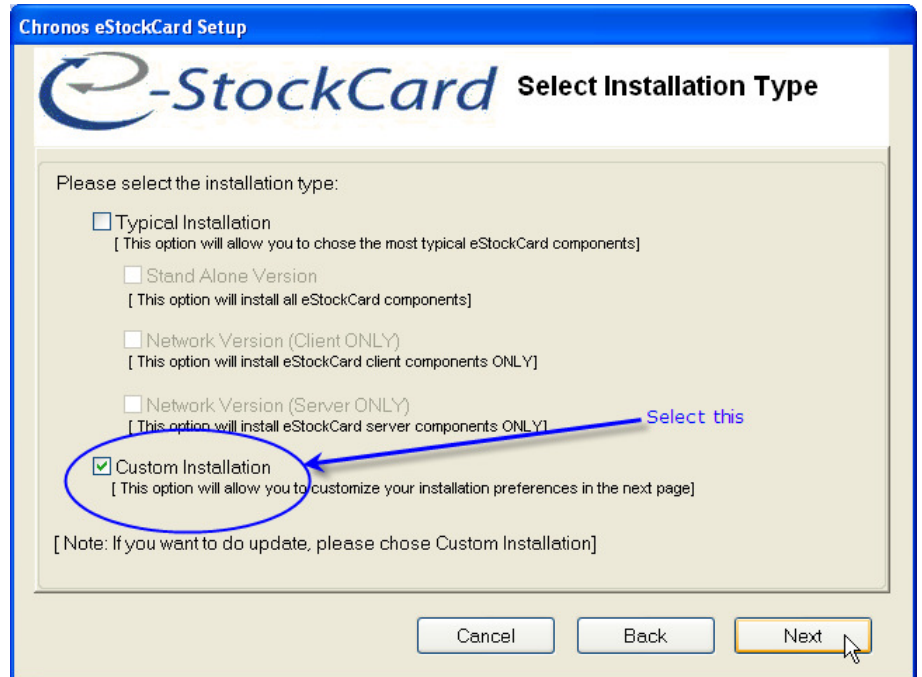 Chronos eStockCard Setup
e-StockCard Select Installation Type
Please select the installation type:
Typical Installation
[ This option will allow you to chose the most typical eStockCard components]
Stand Alone Version
[ This option will install all eStockCard components]
Network Version (Client ONLY)
[ This option will install eStockCard client components ONLY]
Network Version (Server ONLY)
[ This option will install eStockCard server components ONLY]
Select this
Custom Installation
[ This option will allow you to customize your installation preferences in the next page]
[ Note: If you want to do update, please chose Custom Installation]
Cancel Back Next